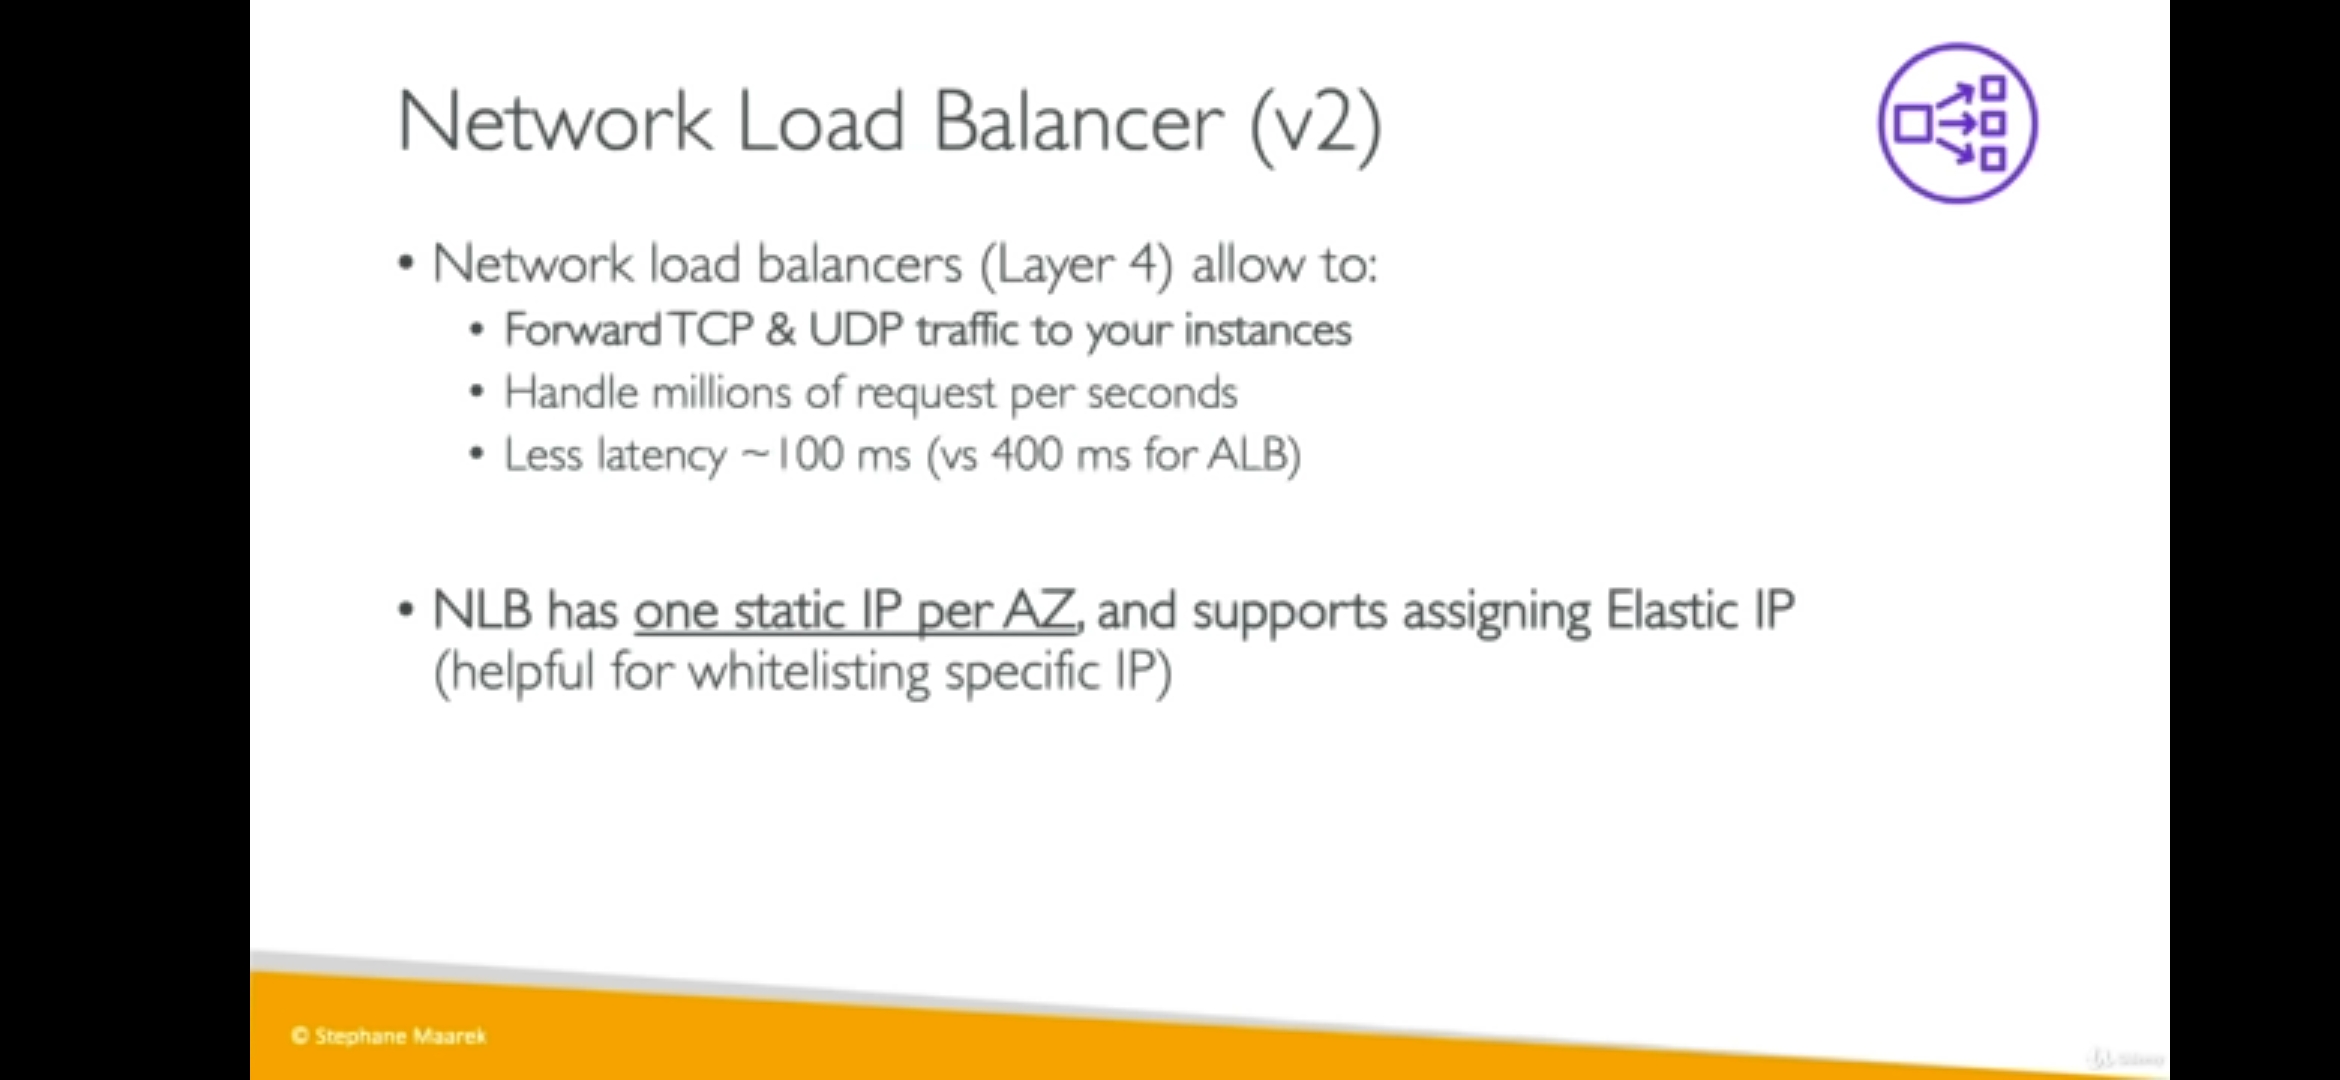 Network Load Balancer (v2)
• Network load balancers (Layer 4) allow to:
• Forward TCP & UDP traffic to your instances
• Handle millions of request per seconds
• Less latency ~100 ms (vs 400 ms for ALB)
• NLB has one static IP per AZ, and supports assigning Elastic IP
(helpful for whitelisting specific IP)
© Stephane Maarek